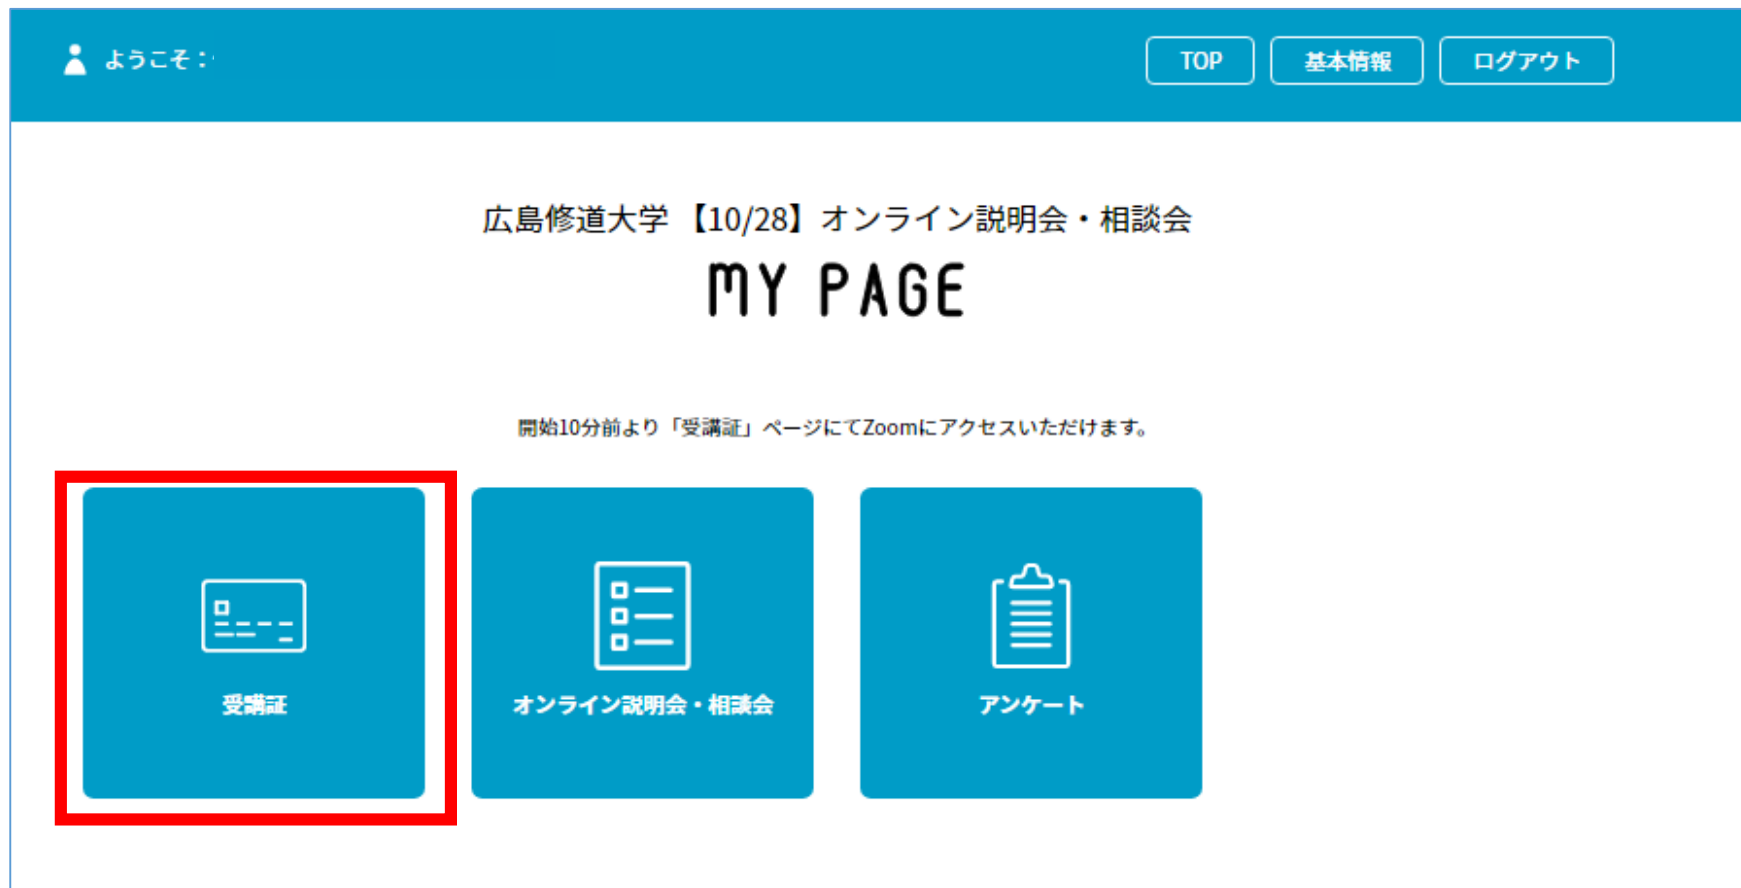 ようこそ：
TOP
基本情報
ログアウト
広島修道大学 【10/28】オンライン説明会・相談会
MY PAGE
開始10分前より「受講証」ページにてZoomにアクセスいただけます。
受講証
オンライン説明会・相談会
アンケート